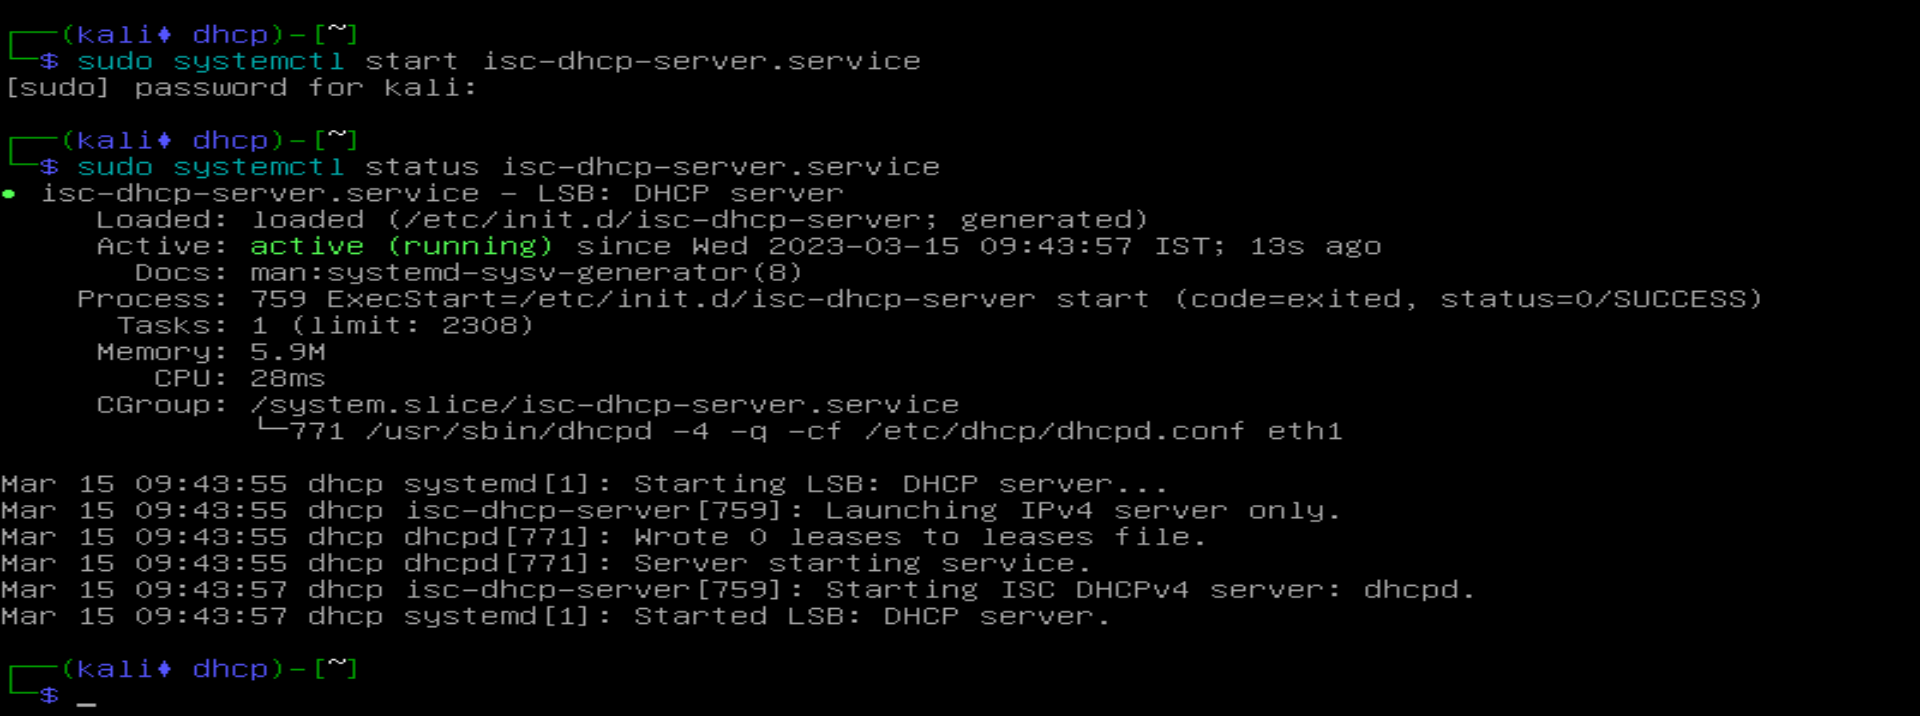 ┌──(kali♦ dhcp)-[~]
└─$ sudo systemctl start isc-dhcp-server.service
[sudo] password for kali:
┌──(kali♦ dhcp)-[~]
└─$ sudo systemctl status isc-dhcp-server.service
● isc-dhcp-server.service - LSB: DHCP server
Loaded: loaded (/etc/init.d/isc-dhcp-server; generated)
Active: active (running) since Wed 2023-03-15 09:43:57 IST; 13s ago
Docs: man:systemd-sysv-generator(8)
Process: 759 ExecStart=/etc/init.d/isc-dhcp-server start (code=exited, status=0/SUCCESS)
Tasks: 1 (limit: 2308)
Memory: 5.9M
CPU: 28ms
CGroup: /system.slice/isc-dhcp-server.service
└─771 /usr/sbin/dhcpd -4 -q -cf /etc/dhcp/dhcpd.conf eth1
Mar 15 09:43:55 dhcp systemd[1]: Starting LSB: DHCP server...
Mar 15 09:43:55 dhcp isc-dhcp-server[759]: Launching IPv4 server only.
Mar 15 09:43:55 dhcp dhcpd[771]: Wrote 0 leases to leases file.
Mar 15 09:43:55 dhcp dhcpd[771]: Server starting service.
Mar 15 09:43:57 dhcp isc-dhcp-server[759]: Starting ISC DHCPv4 server: dhcpd.
Mar 15 09:43:57 dhcp systemd[1]: Started LSB: DHCP server.
┌──(kali♦ dhcp)-[~]
└─$ _